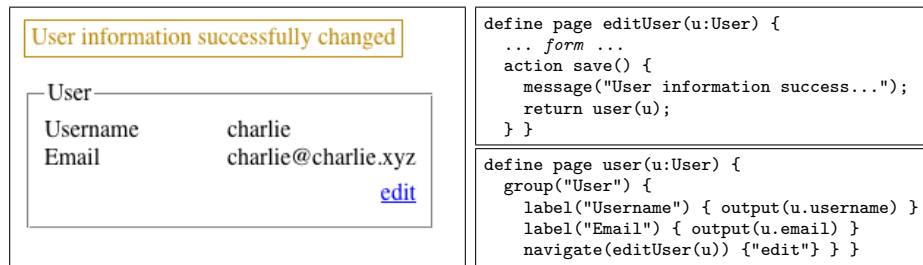 User information successfully changed
User
Username charlie
Email charlie@charlie.xyz
edit
define page editUser(u:User) {
... form ...
action save() {
message("User information success...");
return user(u);
} }
define page user(u:User) {
group("User") {
label("Username") { output(u.username) }
label("Email") { output(u.email) }
navigate(editUser(u)) {"edit"} } }